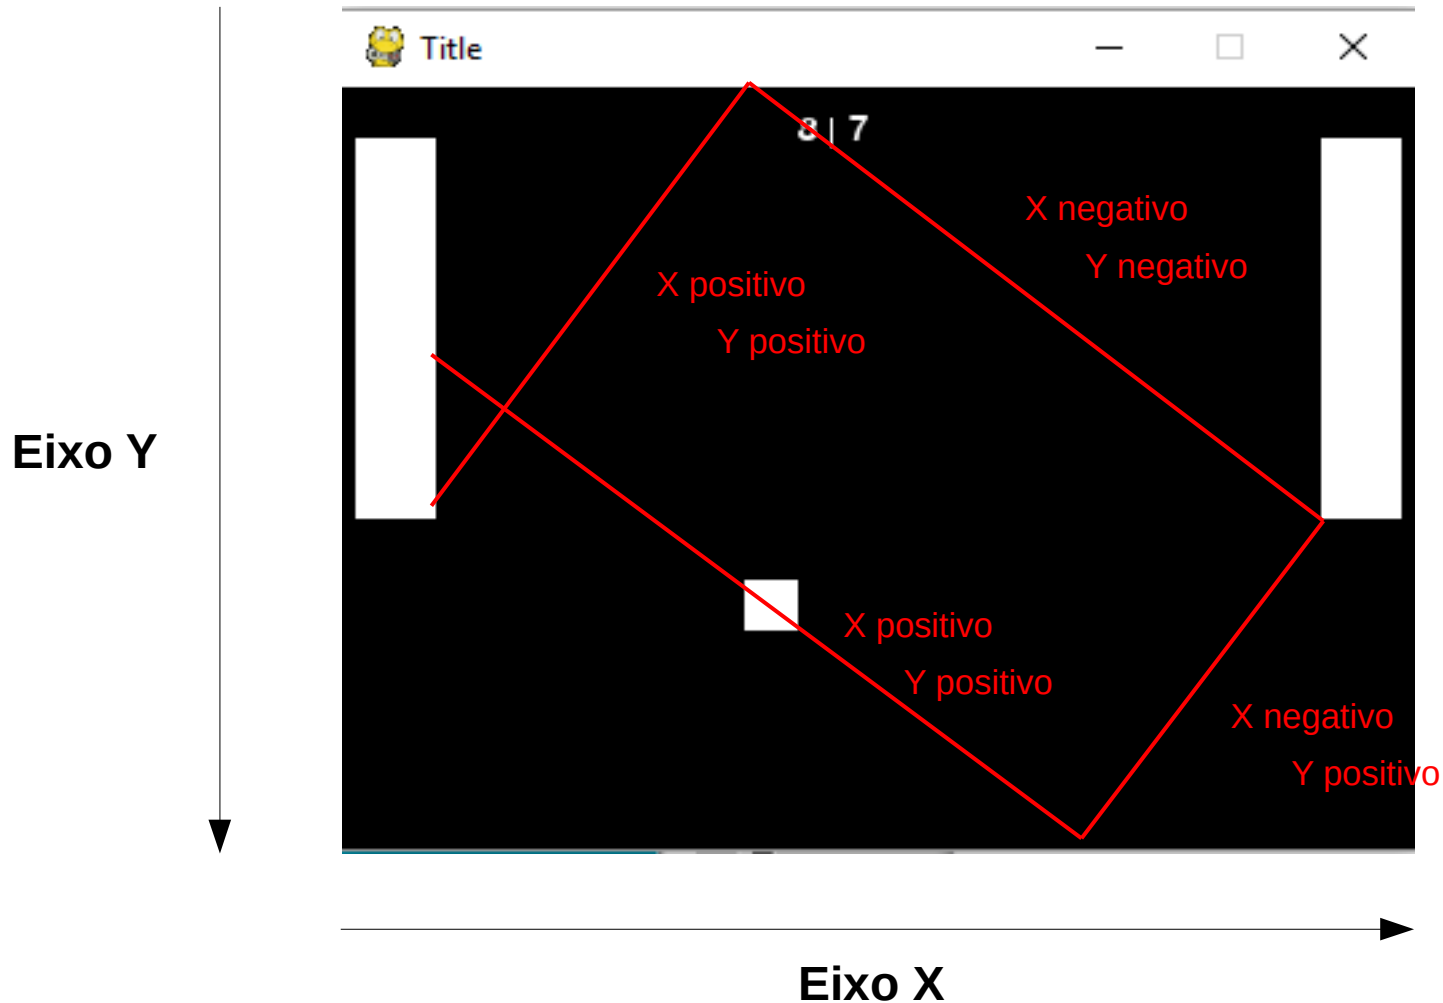 Title
8 | 7
X negativo
Y negativo
X positivo
Y positivo
Eixo Y
X positivo
Y positivo
X negativo
Y positivo
Eixo X